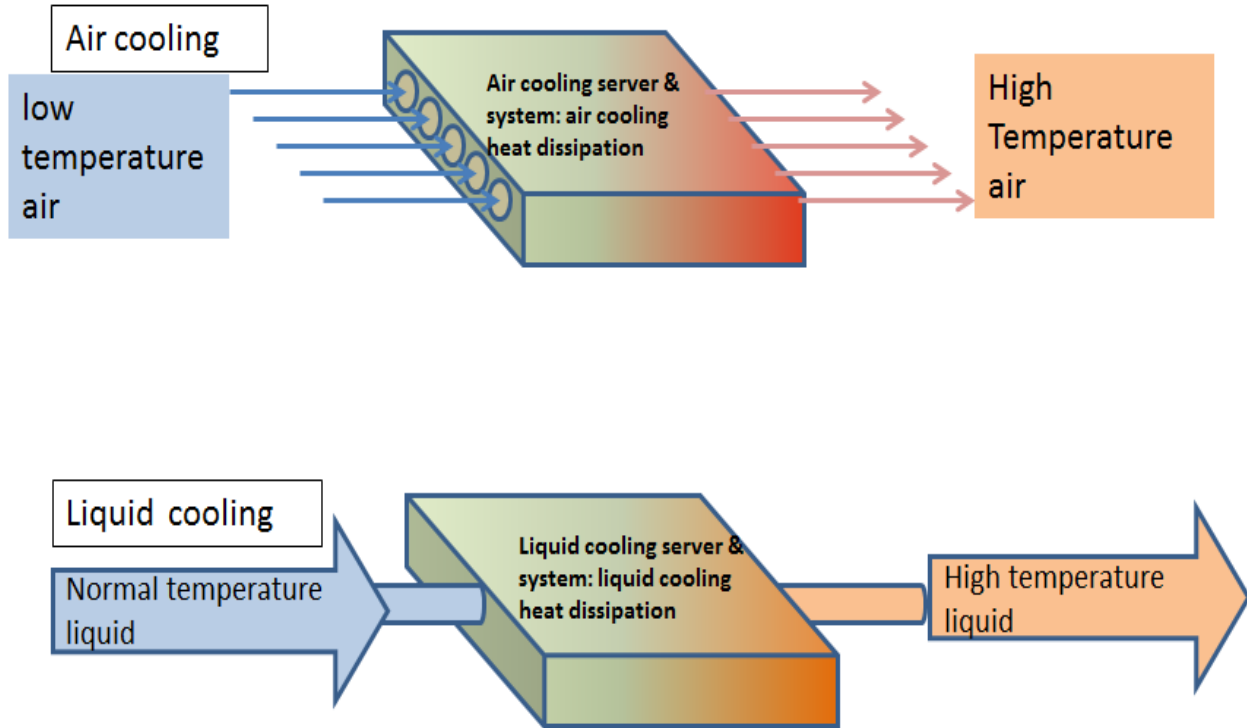 Air cooling
low
temperature
air
Air cooling server &
system: air cooling
heat dissipation
High
Temperature
air
Liquid cooling
Normal temperature
liquid
Liquid cooling server &
system: liquid cooling
heat dissipation
High temperature
liquid